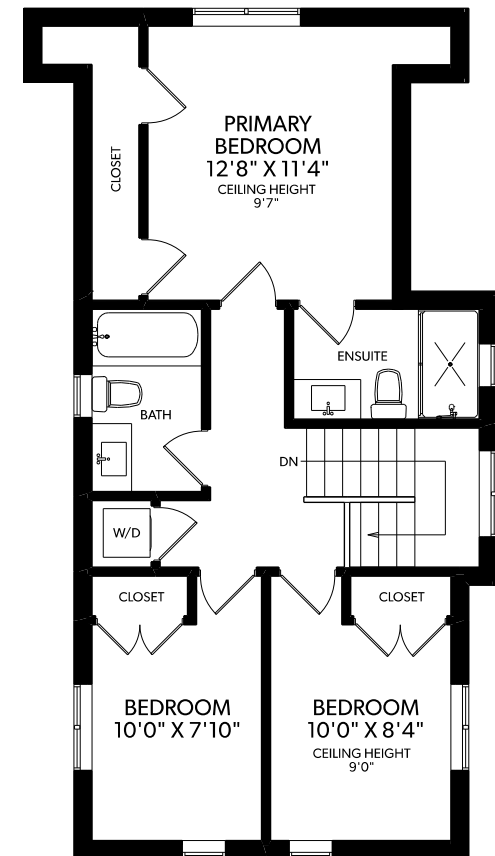 PRIMARY
BEDROOM
12'8" X 11'4"
CEILING HEIGHT
9'7"
CLOSET
ENSUITE
BATH
DN
W/D
CLOSET
CLOSET
BEDROOM
10'0" X 7'10"
BEDROOM
10'0" X 8'4"
CEILING HEIGHT
9'0"